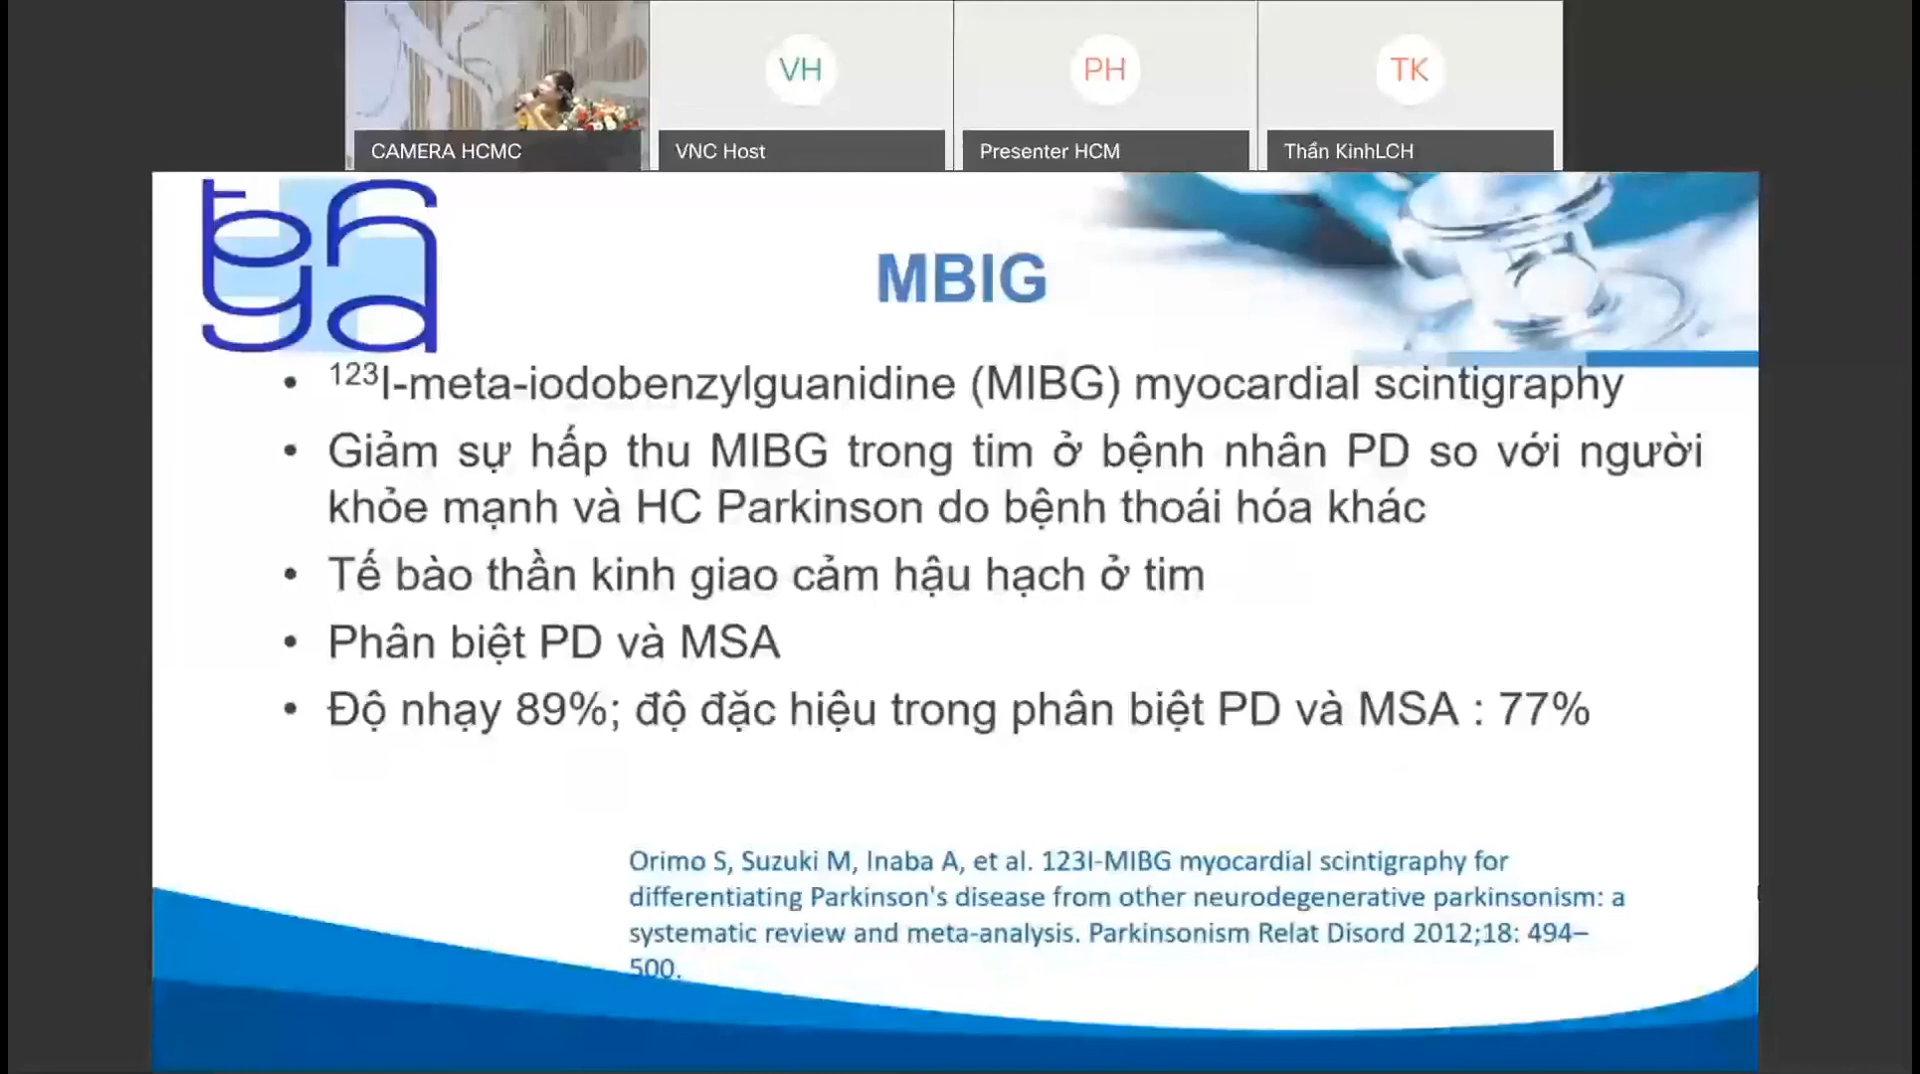 VH
PH
TK
CAMERA HCMC
VNC Host
Presenter HCM
Thần KinhLCH
MBIG
• ¹²³I-meta-iodobenzylguanidine (MIBG) myocardial scintigraphy
• Giảm sự hấp thu MIBG trong tim ở bệnh nhân PD so với người
khỏe mạnh và HC Parkinson do bệnh thoái hóa khác
• Tế bào thần kinh giao cảm hậu hạch ở tim
• Phân biệt PD và MSA
• Độ nhạy 89%; độ đặc hiệu trong phân biệt PD và MSA : 77%
Orimo S, Suzuki M, Inaba A, et al. 123I-MIBG myocardial scintigraphy for
differentiating Parkinson's disease from other neurodegenerative parkinsonism: a
systematic review and meta-analysis. Parkinsonism Relat Disord 2012;18: 494–
500.